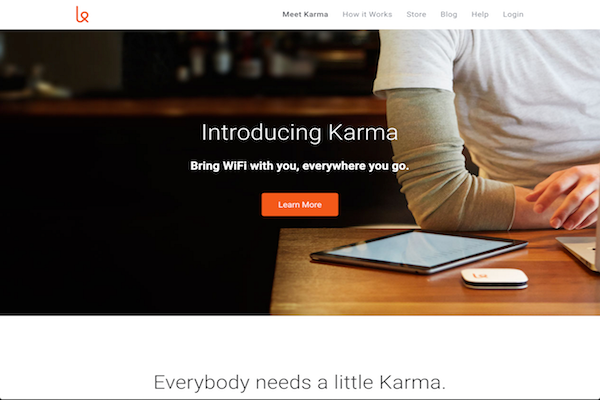 Meet Karma How it Works Store Blog Help Login
Introducing Karma
Bring WiFi with you, everywhere you go.
Learn More
Everybody needs a little Karma.